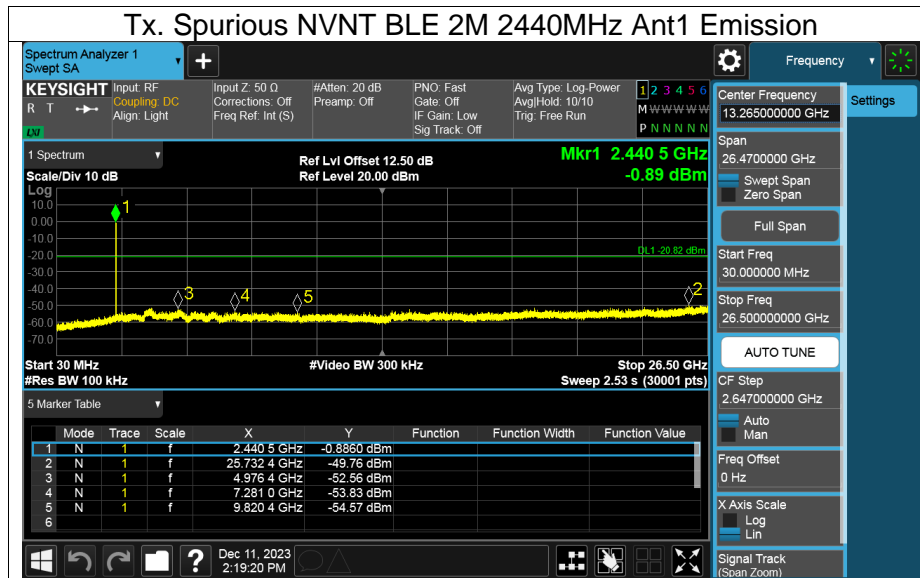 Tx. Spurious NVNT BLE 2M 2440MHz Ant1 Emission
Spectrum Analyzer 1
Swept SA
+
Frequency
KEYSIGHT
R T
LXI
Input: RF
Coupling: DC
Align: Light
Input Z: 50 Ω
Corrections: Off
Freq Ref: Int (S)
#Atten: 20 dB
Preamp: Off
PNO: Fast
Gate: Off
IF Gain: Low
Sig Track: Off
Avg Type: Log-Power
Avg|Hold: 10/10
Trig: Free Run
1 2 3 4 5 6
M W W W W W
P N N N N N
1 Spectrum
Scale/Div 10 dB
Ref Lvl Offset 12.50 dB
Ref Level 20.00 dBm
Mkr1 2.440 5 GHz
-0.89 dBm
Log
10.0
0.00
-10.0
-20.0
-30.0
-40.0
-50.0
-60.0
-70.0
1
3
4
5
2
DL1 -20.82 dBm
Start 30 MHz
#Res BW 100 kHz
#Video BW 300 kHz
Stop 26.50 GHz
Sweep 2.53 s (30001 pts)
5 Marker Table
Mode Trace Scale X Y Function Function Width Function Value
1 N 1 f 2.440 5 GHz -0.8860 dBm
2 N 1 f 25.732 4 GHz -49.76 dBm
3 N 1 f 4.976 4 GHz -52.56 dBm
4 N 1 f 7.281 0 GHz -53.83 dBm
5 N 1 f 9.820 4 GHz -54.57 dBm
6
?
Dec 11, 2023
2:19:20 PM
Center Frequency
13.265000000 GHz
Span
26.4700000 GHz
Swept Span
Zero Span
Full Span
Start Freq
30.000000 MHz
Stop Freq
26.500000000 GHz
AUTO TUNE
CF Step
2.647000000 GHz
Auto
Man
Freq Offset
0 Hz
X Axis Scale
Log
Lin
Signal Track
(Span Zoom)
Settings